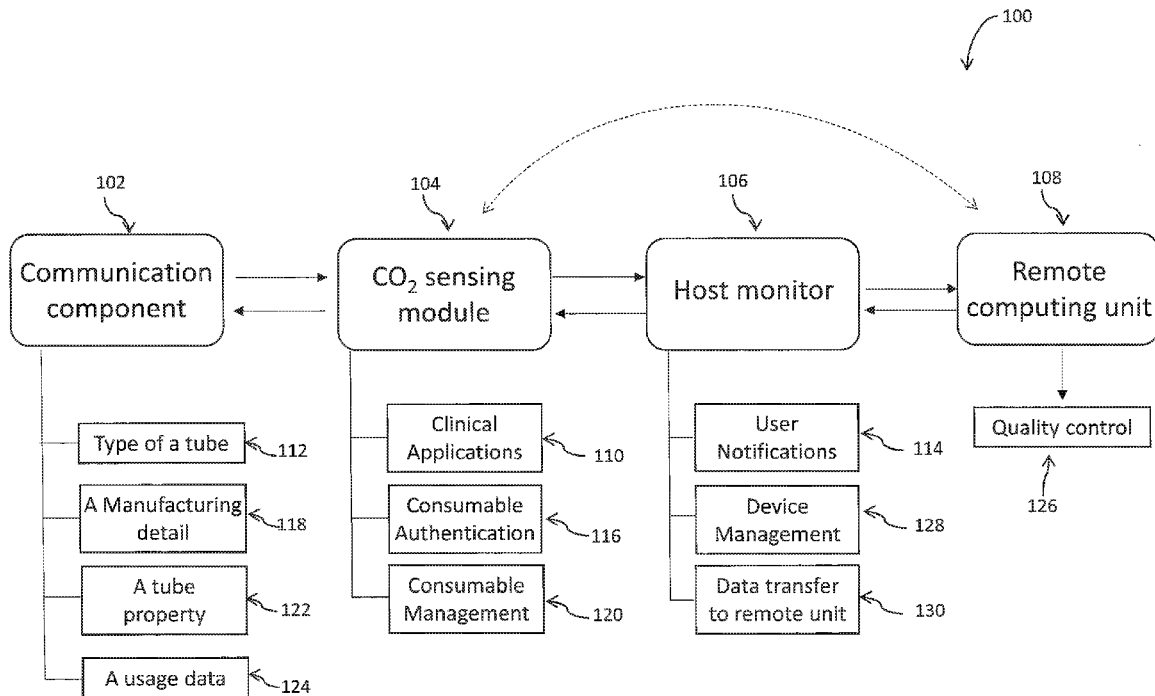 100
102
104
106
108
Communication
component
CO₂ sensing
module
Host monitor
Remote
computing unit
Type of a tube
112
A Manufacturing
detail
118
A tube
property
122
A usage data
124
Clinical
Applications
110
Consumable
Authentication
116
Consumable
Management
120
User
Notifications
114
Device
Management
128
Data transfer
to remote unit
130
Quality control
126